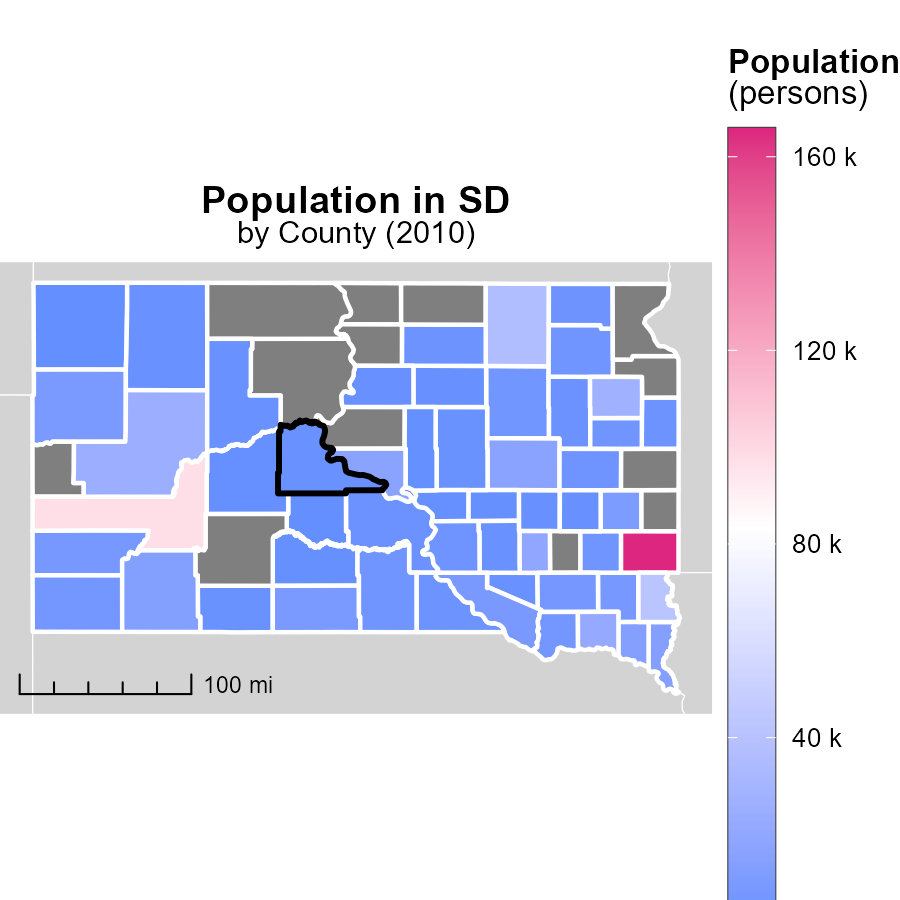 Population in SD
by County (2010)
Population
(persons)
160 k
120 k
80 k
40 k
100 mi